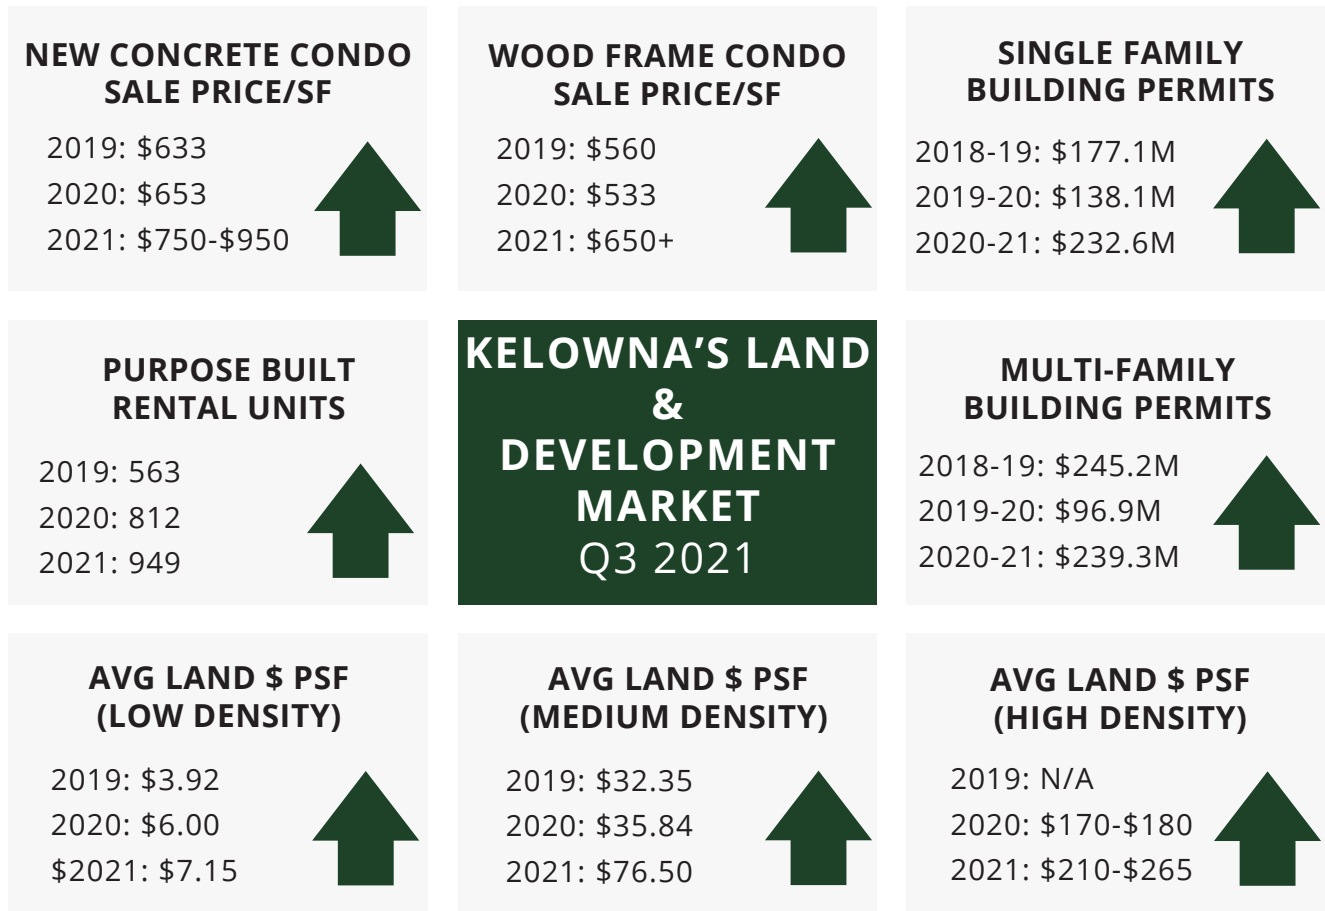 NEW CONCRETE CONDO
SALE PRICE/SF
2019: $633
2020: $653
2021: $750-$950
WOOD FRAME CONDO
SALE PRICE/SF
2019: $560
2020: $533
2021: $650+
SINGLE FAMILY
BUILDING PERMITS
2018-19: $177.1M
2019-20: $138.1M
2020-21: $232.6M
PURPOSE BUILT
RENTAL UNITS
2019: 563
2020: 812
2021: 949
KELOWNA’S LAND
&
DEVELOPMENT
MARKET
Q3 2021
MULTI-FAMILY
BUILDING PERMITS
2018-19: $245.2M
2019-20: $96.9M
2020-21: $239.3M
AVG LAND $ PSF
(LOW DENSITY)
2019: $3.92
2020: $6.00
$2021: $7.15
AVG LAND $ PSF
(MEDIUM DENSITY)
2019: $32.35
2020: $35.84
2021: $76.50
AVG LAND $ PSF
(HIGH DENSITY)
2019: N/A
2020: $170-$180
2021: $210-$265